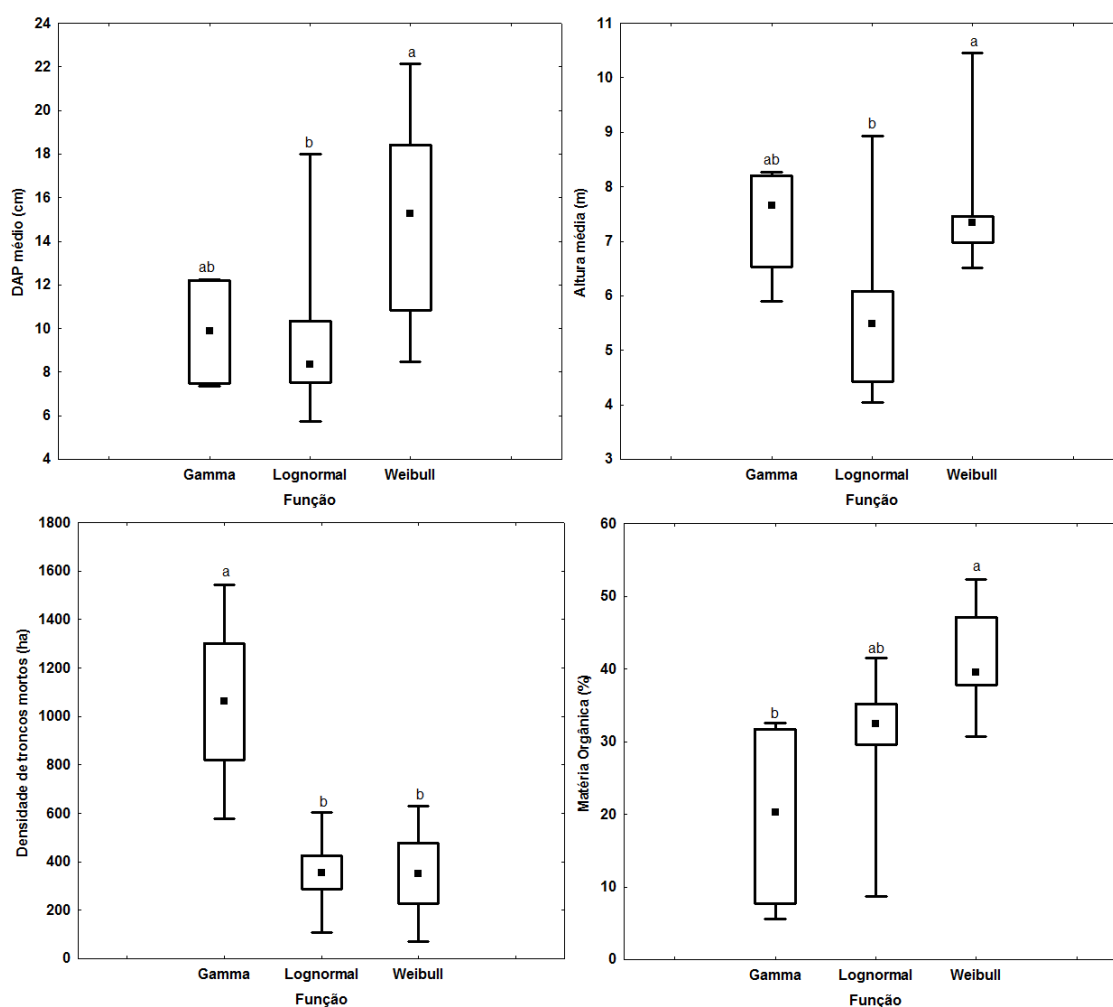 24
22
20
18
16
14
12
10
8
6
4
DAP médio (cm)
ab
b
a
Gamma Lognormal Weibull
Função
11
10
9
8
7
6
5
4
3
Altura média (m)
ab
b
a
Gamma Lognormal Weibull
Função
1800
1600
1400
1200
1000
800
600
400
200
0
Densidade de troncos mortos (ha)
a
b
b
Gamma Lognormal Weibull
Função
60
50
40
30
20
10
0
Matéria Orgânica (%)
b
ab
a
Gamma Lognormal Weibull
Função